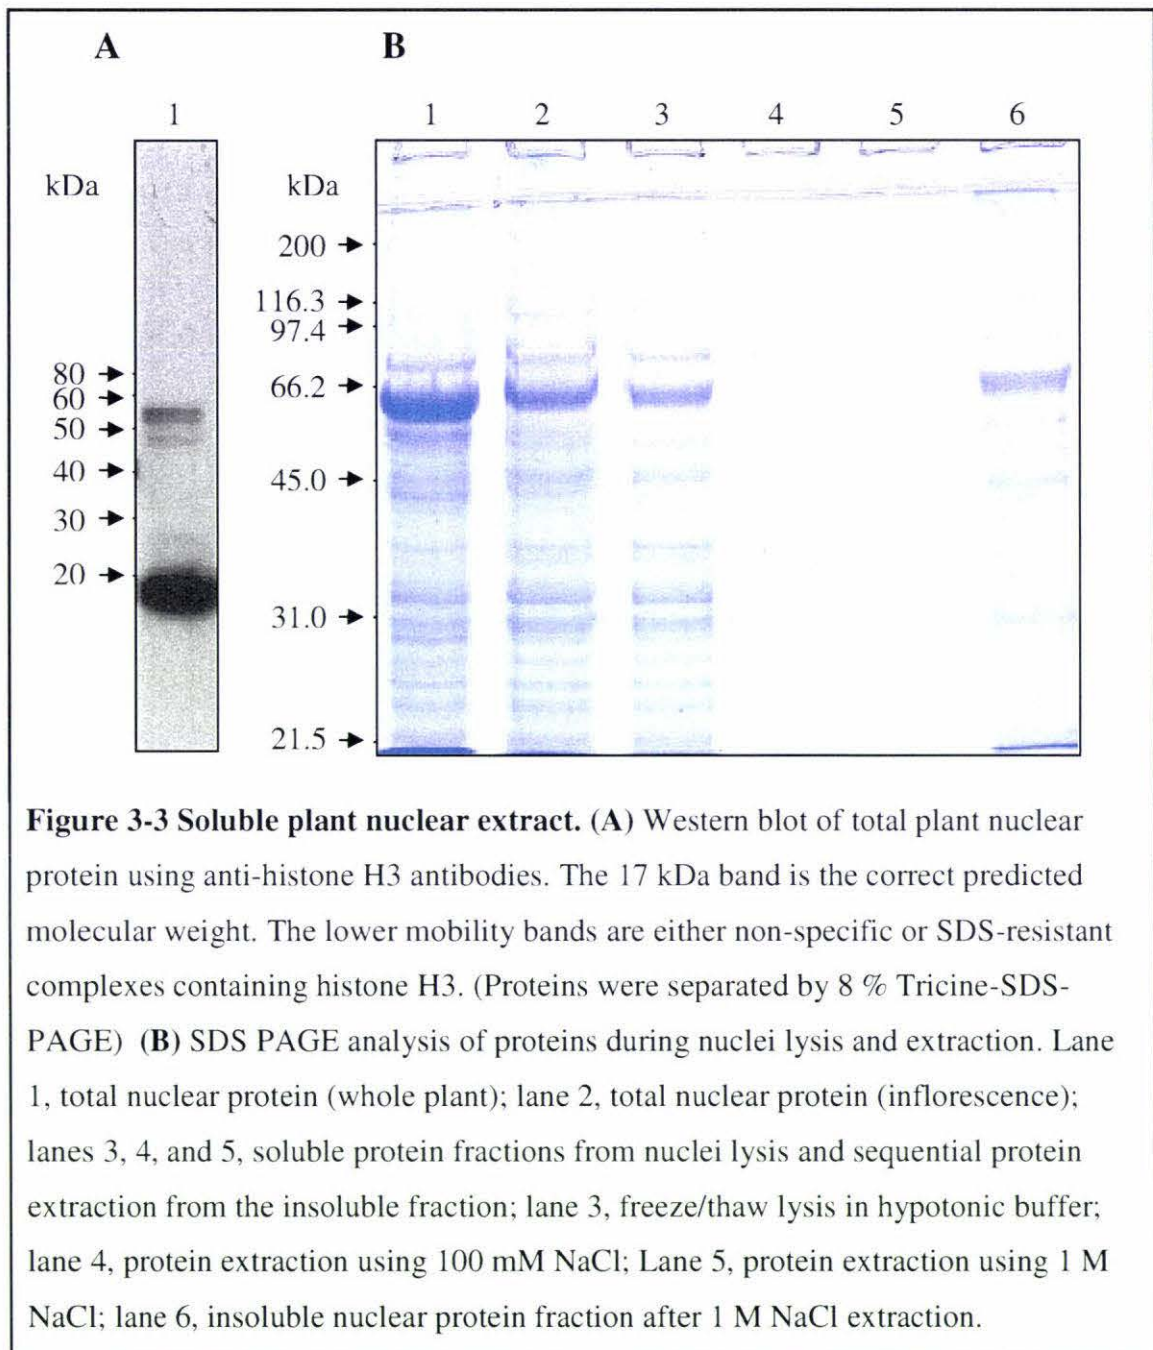 A B
1 1 2 3 4 5 6
kDa kDa
200
116.3
97.4
80
60
50
40
30
20
66.2
45.0
31.0
21.5
Figure 3-3 Soluble plant nuclear extract. (A) Western blot of total plant nuclear
protein using anti-histone H3 antibodies. The 17 kDa band is the correct predicted
molecular weight. The lower mobility bands are either non-specific or SDS-resistant
complexes containing histone H3. (Proteins were separated by 8 % Tricine-SDS-
PAGE) (B) SDS PAGE analysis of proteins during nuclei lysis and extraction. Lane
1, total nuclear protein (whole plant); lane 2, total nuclear protein (inflorescence);
lanes 3, 4, and 5, soluble protein fractions from nuclei lysis and sequential protein
extraction from the insoluble fraction; lane 3, freeze/thaw lysis in hypotonic buffer;
lane 4, protein extraction using 100 mM NaCl; Lane 5, protein extraction using 1 M
NaCl; lane 6, insoluble nuclear protein fraction after 1 M NaCl extraction.